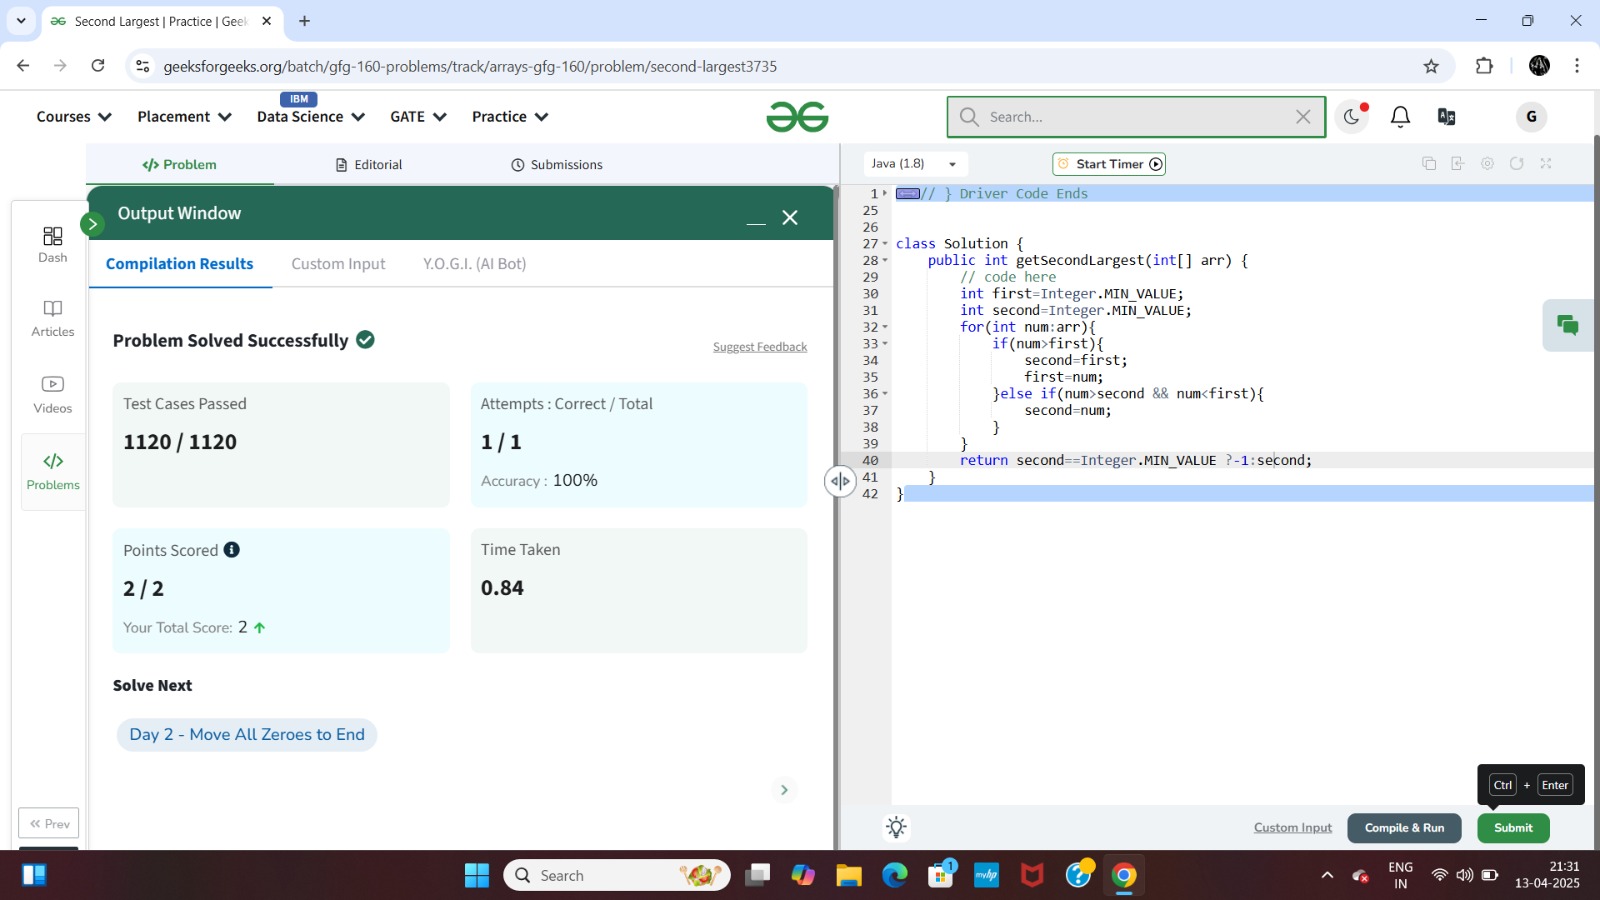 Second Largest | Practice | Geek
geeksforgeeks.org/batch/gfg-160-problems/track/arrays-gfg-160/problem/second-largest3735
IBM
Courses Placement Data Science GATE Practice
Search...
G
Problem Editorial Submissions
Java (1.8) Start Timer
Output Window
Dash
Articles
Videos
Problems
<< Prev
Compilation Results Custom Input Y.O.G.I. (AI Bot)
Problem Solved Successfully
Suggest Feedback
Test Cases Passed
1120 / 1120
Attempts : Correct / Total
1 / 1
Accuracy : 100%
Points Scored
2 / 2
Your Total Score: 2
Time Taken
0.84
Solve Next
Day 2 - Move All Zeroes to End
1 // } Driver Code Ends
25
26
27 class Solution {
28 public int getSecondLargest(int[] arr) {
29 // code here
30 int first=Integer.MIN_VALUE;
31 int second=Integer.MIN_VALUE;
32 for(int num:arr){
33 if(num>first){
34 second=first;
35 first=num;
36 }else if(num>second && num<first){
37 second=num;
38 }
39 }
40 return second==Integer.MIN_VALUE ?-1:second;
41 }
42 }
Ctrl + Enter
Custom Input Compile & Run Submit
Search
1
myhp
ENG
IN
21:31
13-04-2025